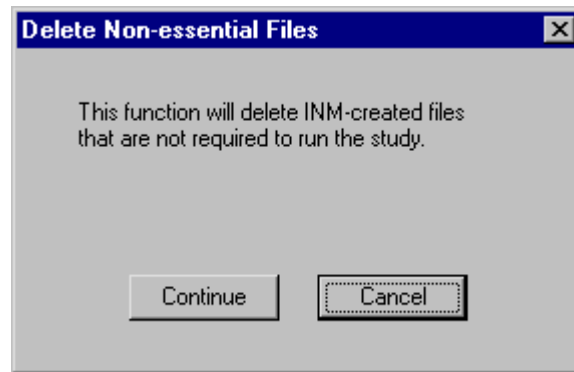 Delete Non-essential Files
This function will delete INM-created files
that are not required to run the study.
Continue
Cancel